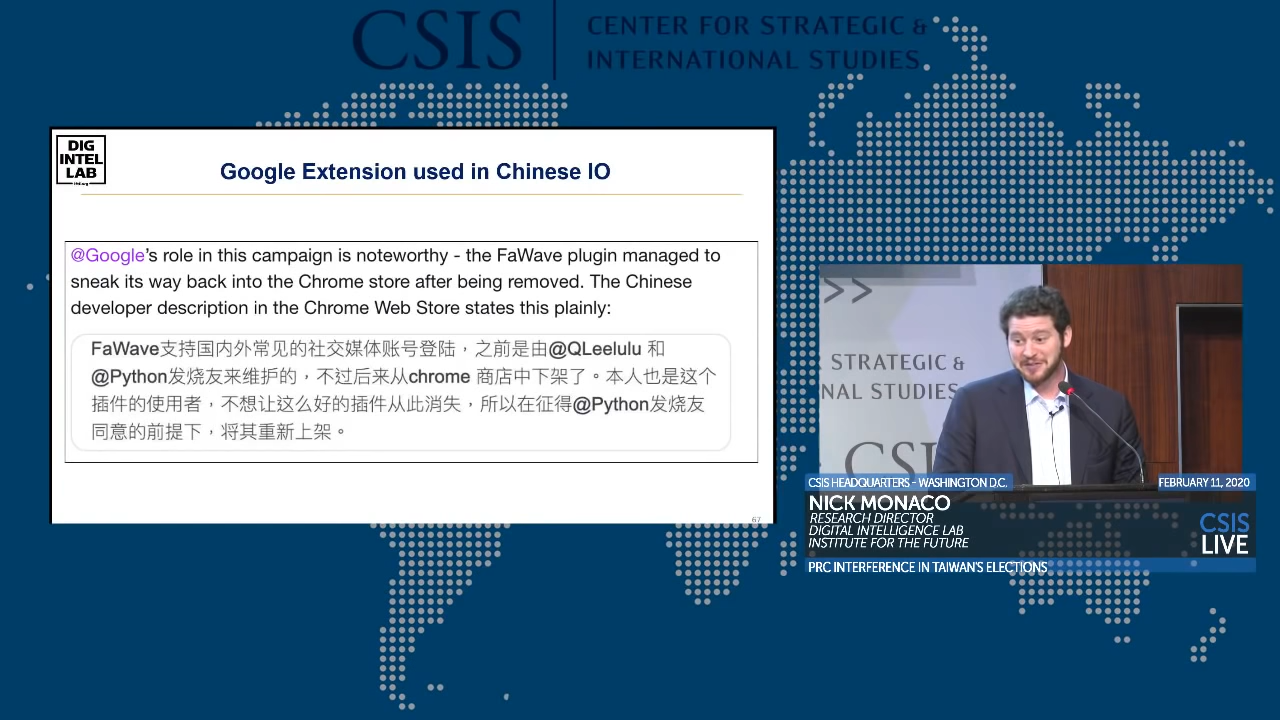 CSIS
CENTER FOR STRATEGIC &
INTERNATIONAL STUDIES
DIG
INTEL
LAB
Google Extension used in Chinese IO
@Google's role in this campaign is noteworthy - the FaWave plugin managed to
sneak its way back into the Chrome store after being removed. The Chinese
developer description in the Chrome Web Store states this plainly:
FaWave支持国内外常见的社交媒体账号登陆，之前是由@QLeelulu 和
@Python发烧友来维护的，不过后来从chrome 商店中下架了。本人也是这个
插件的使用者，不想让这么好的插件从此消失，所以在征得@Python发烧友
同意的前提下，将其重新上架。
67
>>
STRATEGIC &
NAL STUDIES
CSI
CSIS HEADQUARTERS - WASHINGTON D.C.
FEBRUARY 11, 2020
NICK MONACO
RESEARCH DIRECTOR
DIGITAL INTELLIGENCE LAB
INSTITUTE FOR THE FUTURE
CSIS
LIVE
PRC INTERFERENCE IN TAIWAN'S ELECTIONS